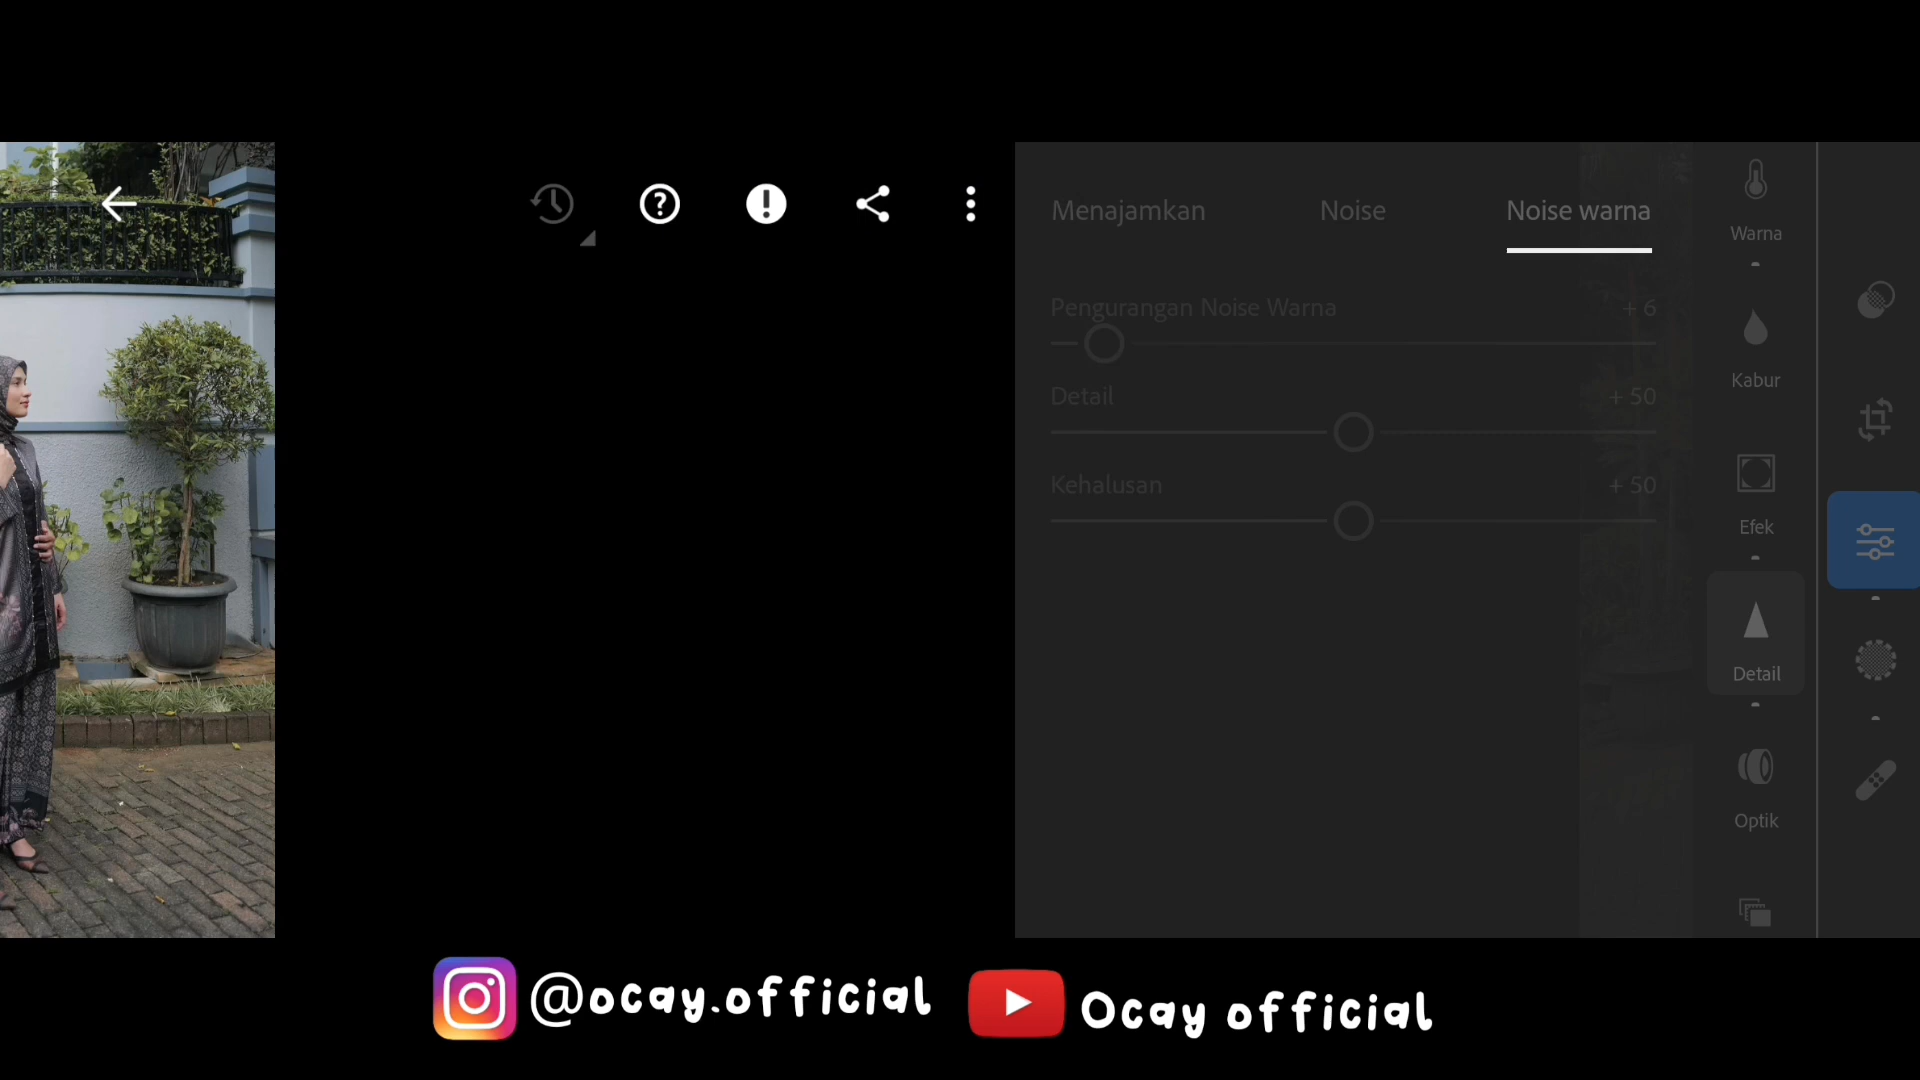 Menajamkan
Noise
Noise warna
Pengurangan Noise Warna
+ 6
Detail
+ 50
Kehalusan
+ 50
Warna
Kabur
Efek
Detail
Optik
@ocay.official
Ocay official